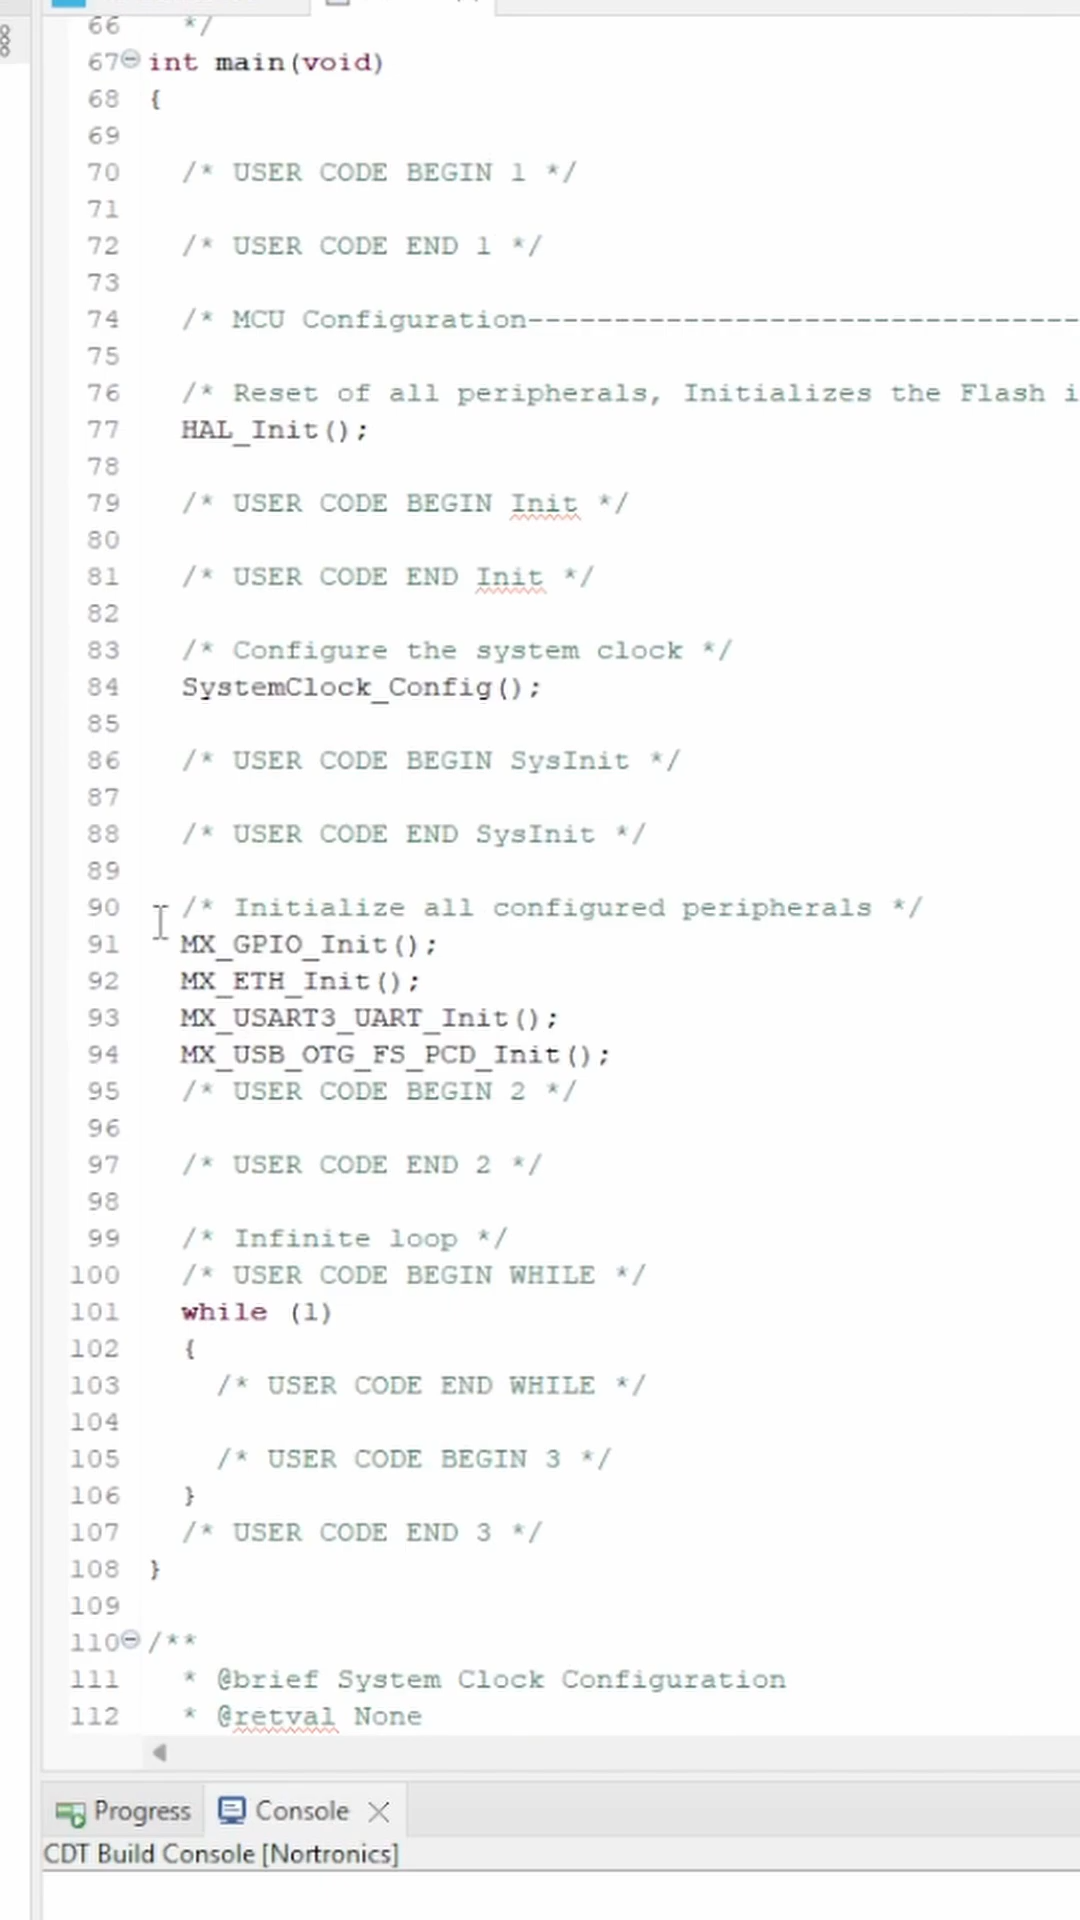 66 */
67 int main(void)
68 {
69
70 /* USER CODE BEGIN 1 */
71
72 /* USER CODE END 1 */
73
74 /* MCU Configuration--------------------------------
75
76 /* Reset of all peripherals, Initializes the Flash i
77 HAL_Init();
78
79 /* USER CODE BEGIN Init */
80
81 /* USER CODE END Init */
82
83 /* Configure the system clock */
84 SystemClock_Config();
85
86 /* USER CODE BEGIN SysInit */
87
88 /* USER CODE END SysInit */
89
90 /* Initialize all configured peripherals */
91 MX_GPIO_Init();
92 MX_ETH_Init();
93 MX_USART3_UART_Init();
94 MX_USB_OTG_FS_PCD_Init();
95 /* USER CODE BEGIN 2 */
96
97 /* USER CODE END 2 */
98
99 /* Infinite loop */
100 /* USER CODE BEGIN WHILE */
101 while (1)
102 {
103 /* USER CODE END WHILE */
104
105 /* USER CODE BEGIN 3 */
106 }
107 /* USER CODE END 3 */
108 }
109
110 /**
111 * @brief System Clock Configuration
112 * @retval None
Progress Console
CDT Build Console [Nortronics]